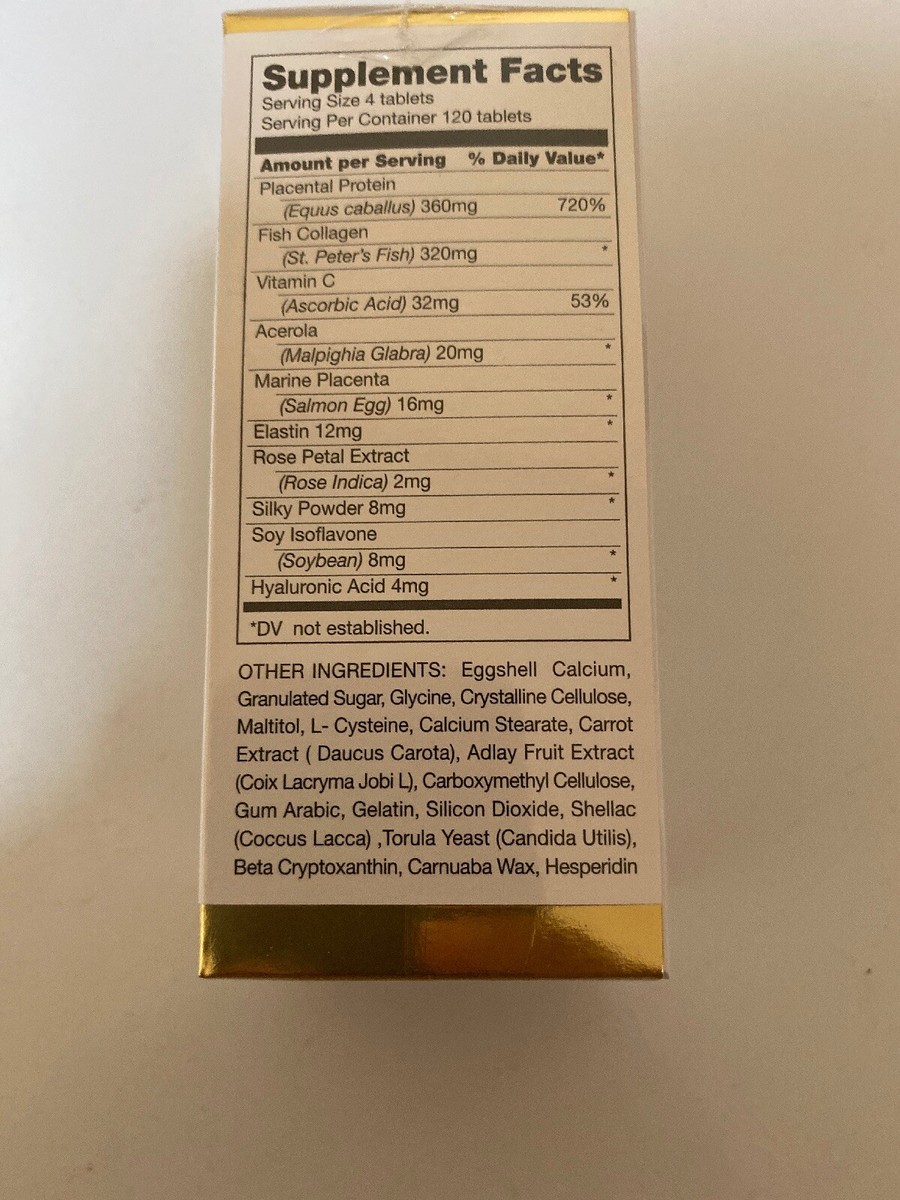 Supplement Facts
Serving Size 4 tablets
Serving Per Container 120 tablets
Amount per Serving % Daily Value*
Placental Protein
(Equus caballus) 360mg 720%
Fish Collagen
(St. Peter's Fish) 320mg *
Vitamin C
(Ascorbic Acid) 32mg 53%
Acerola
(Malpighia Glabra) 20mg *
Marine Placenta
(Salmon Egg) 16mg *
Elastin 12mg *
Rose Petal Extract
(Rose Indica) 2mg *
Silky Powder 8mg *
Soy Isoflavone
(Soybean) 8mg *
Hyaluronic Acid 4mg *
*DV not established.
OTHER INGREDIENTS: Eggshell Calcium,
Granulated Sugar, Glycine, Crystalline Cellulose,
Maltitol, L- Cysteine, Calcium Stearate, Carrot
Extract ( Daucus Carota), Adlay Fruit Extract
(Coix Lacryma Jobi L), Carboxymethyl Cellulose,
Gum Arabic, Gelatin, Silicon Dioxide, Shellac
(Coccus Lacca) ,Torula Yeast (Candida Utilis),
Beta Cryptoxanthin, Carnuaba Wax, Hesperidin